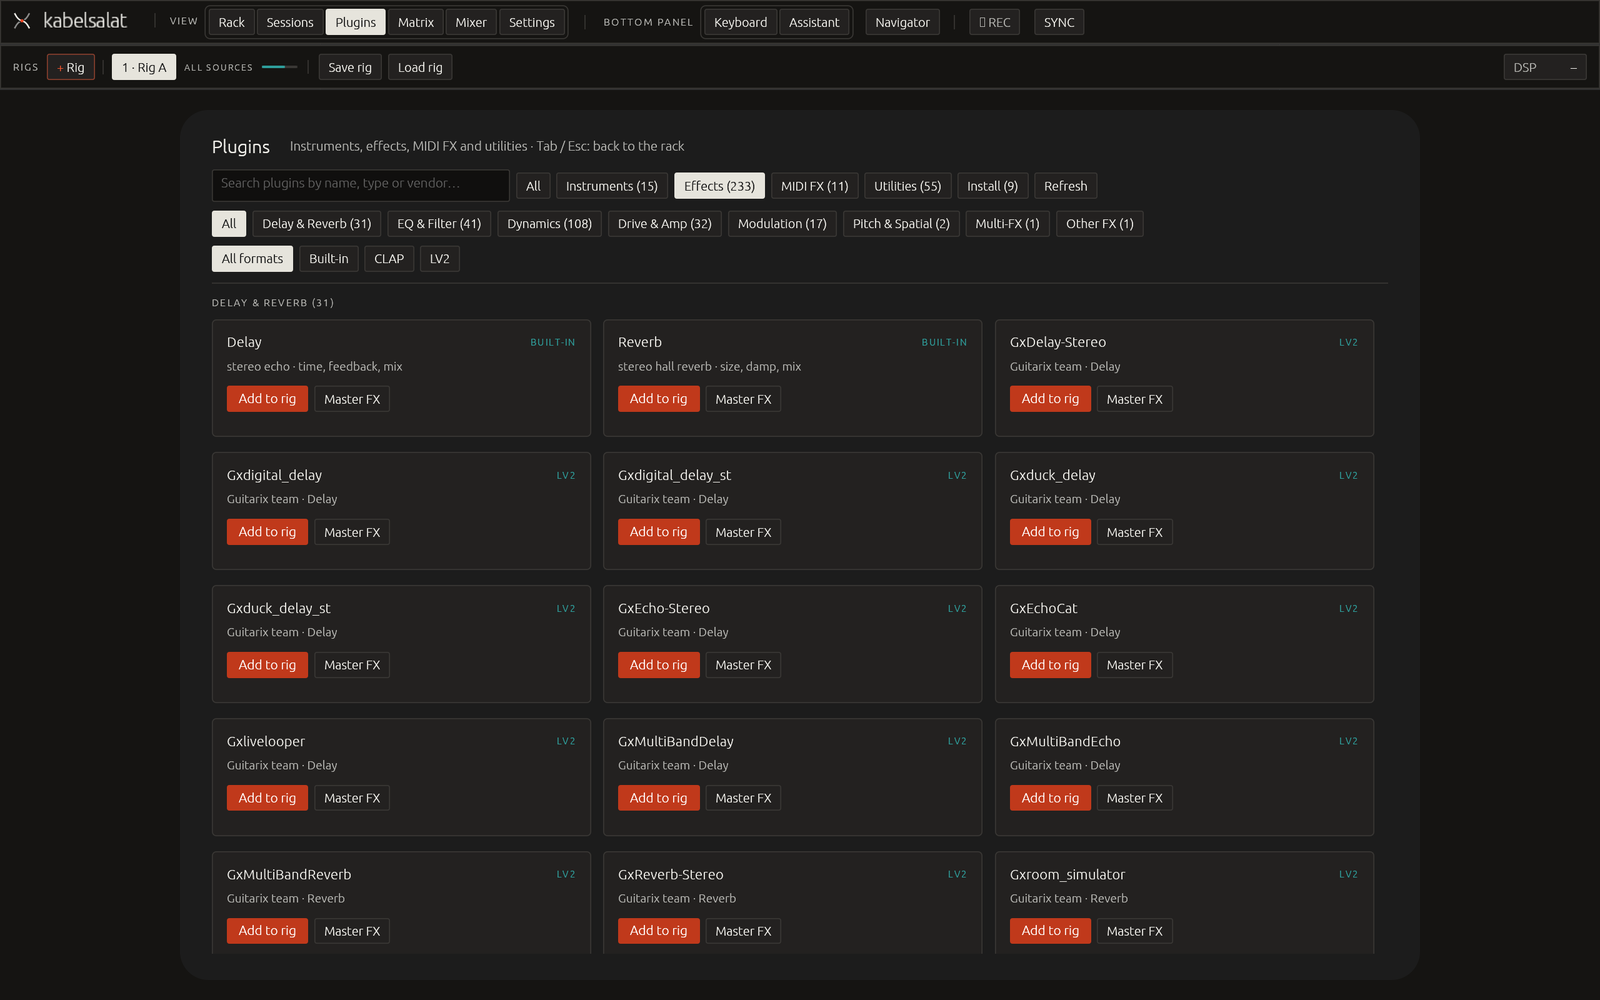 kabelsalat VIEW Rack Sessions Plugins Matrix Mixer Settings BOTTOM PANEL Keyboard Assistant Navigator REC SYNC
RIGS + Rig 1 · Rig A ALL SOURCES Save rig Load rig DSP –
Plugins Instruments, effects, MIDI FX and utilities · Tab / Esc: back to the rack
Search plugins by name, type or vendor… All Instruments (15) Effects (233) MIDI FX (11) Utilities (55) Install (9) Refresh
All Delay & Reverb (31) EQ & Filter (41) Dynamics (108) Drive & Amp (32) Modulation (17) Pitch & Spatial (2) Multi-FX (1) Other FX (1)
All formats Built-in CLAP LV2
DELAY & REVERB (31)
Delay BUILT-IN
stereo echo · time, feedback, mix
Add to rig Master FX
Reverb BUILT-IN
stereo hall reverb · size, damp, mix
Add to rig Master FX
GxDelay-Stereo LV2
Guitarix team · Delay
Add to rig Master FX
Gxdigital_delay LV2
Guitarix team · Delay
Add to rig Master FX
Gxdigital_delay_st LV2
Guitarix team · Delay
Add to rig Master FX
Gxduck_delay LV2
Guitarix team · Delay
Add to rig Master FX
Gxduck_delay_st LV2
Guitarix team · Delay
Add to rig Master FX
GxEcho-Stereo LV2
Guitarix team · Delay
Add to rig Master FX
GxEchoCat LV2
Guitarix team · Delay
Add to rig Master FX
Gxlivelooper LV2
Guitarix team · Delay
Add to rig Master FX
GxMultiBandDelay LV2
Guitarix team · Delay
Add to rig Master FX
GxMultiBandEcho LV2
Guitarix team · Delay
Add to rig Master FX
GxMultiBandReverb LV2
Guitarix team · Reverb
Add to rig Master FX
GxReverb-Stereo LV2
Guitarix team · Reverb
Add to rig Master FX
Gxroom_simulator LV2
Guitarix team · Reverb
Add to rig Master FX